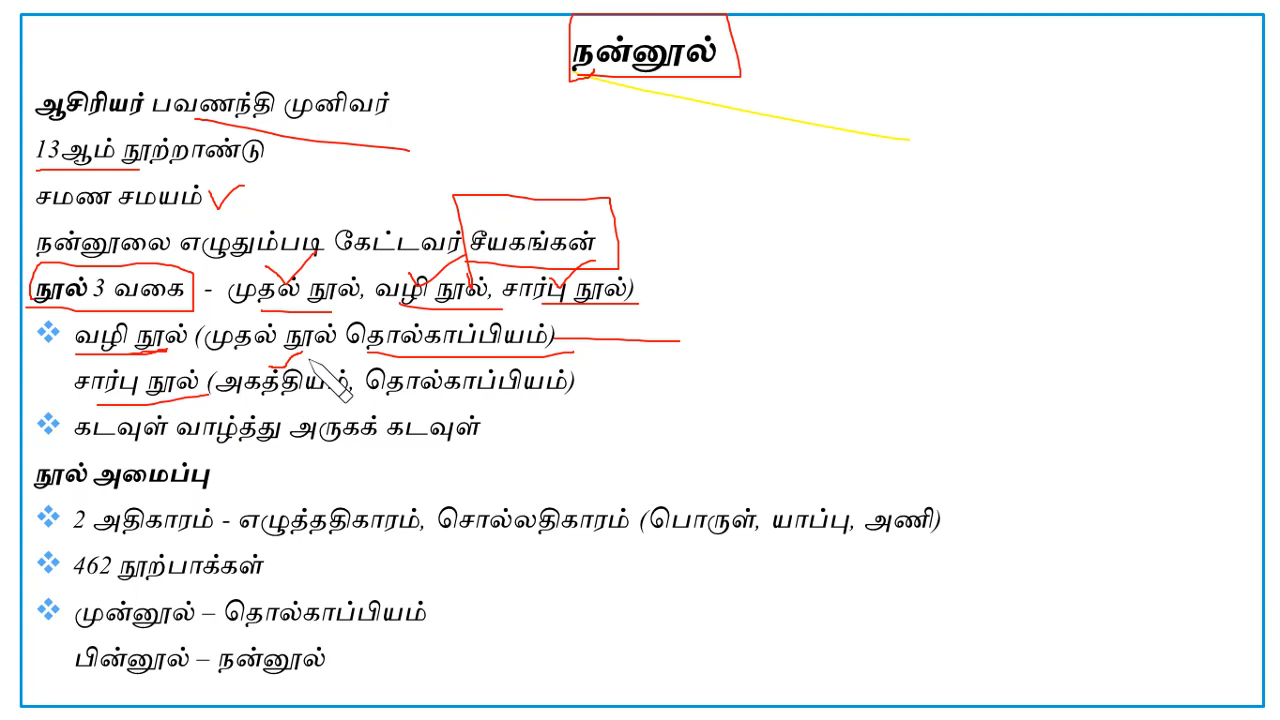 நன்னூல்
ஆசிரியர் பவணந்தி முனிவர்
13ஆம் நூற்றாண்டு
சமண சமயம்
நன்னூலை எழுதும்படி கேட்டவர் சீயகங்கன்
நூல் 3 வகை - முதல் நூல், வழி நூல், சார்பு நூல்)
❖ வழி நூல் (முதல் நூல் தொல்காப்பியம்)
சார்பு நூல் (அகத்தியம், தொல்காப்பியம்)
❖ கடவுள் வாழ்த்து அருகக் கடவுள்
நூல் அமைப்பு
❖ 2 அதிகாரம் - எழுத்ததிகாரம், சொல்லதிகாரம் (பொருள், யாப்பு, அணி)
❖ 462 நூற்பாக்கள்
❖ முன்னூல் – தொல்காப்பியம்
பின்னூல் – நன்னூல்